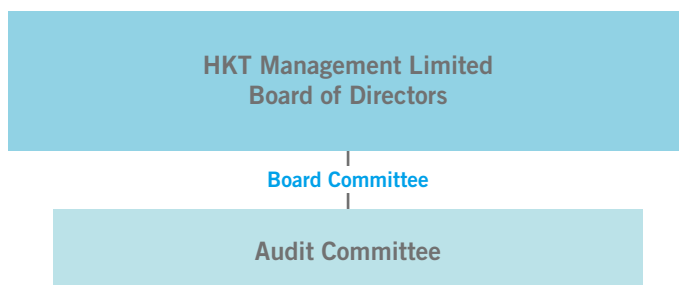 HKT Management Limited
Board of Directors
Board Committee
Audit Committee